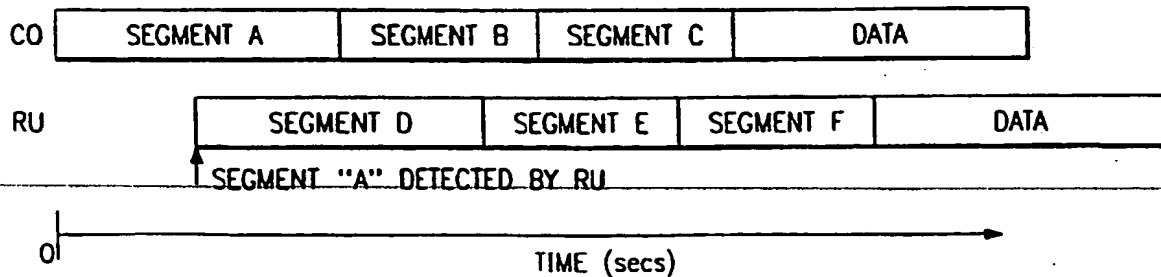 CO SEGMENT A SEGMENT B SEGMENT C DATA
RU SEGMENT D SEGMENT E SEGMENT F DATA
SEGMENT "A" DETECTED BY RU
0
TIME (secs)